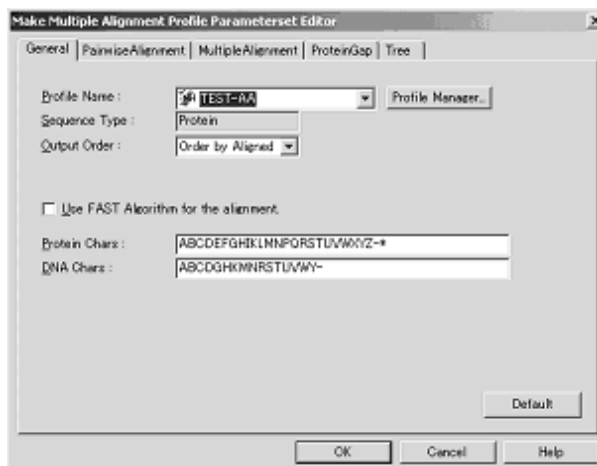 Make Multiple Alignment Profile Parameterset Editor
General PairwiseAlignment MultipleAlignment ProteinGap Tree
Profile Name : TEST-AA Profile Manager...
Sequence Type : Protein
Output Order : Order by Aligned
Use FAST Algorithm for the alignment.
Protein Chars : ABCDEFGHIKLMNPQRSTUVWXYZ-*
DNA Chars : ABCDGHKMNRSTUVWY-
Default
OK Cancel Help